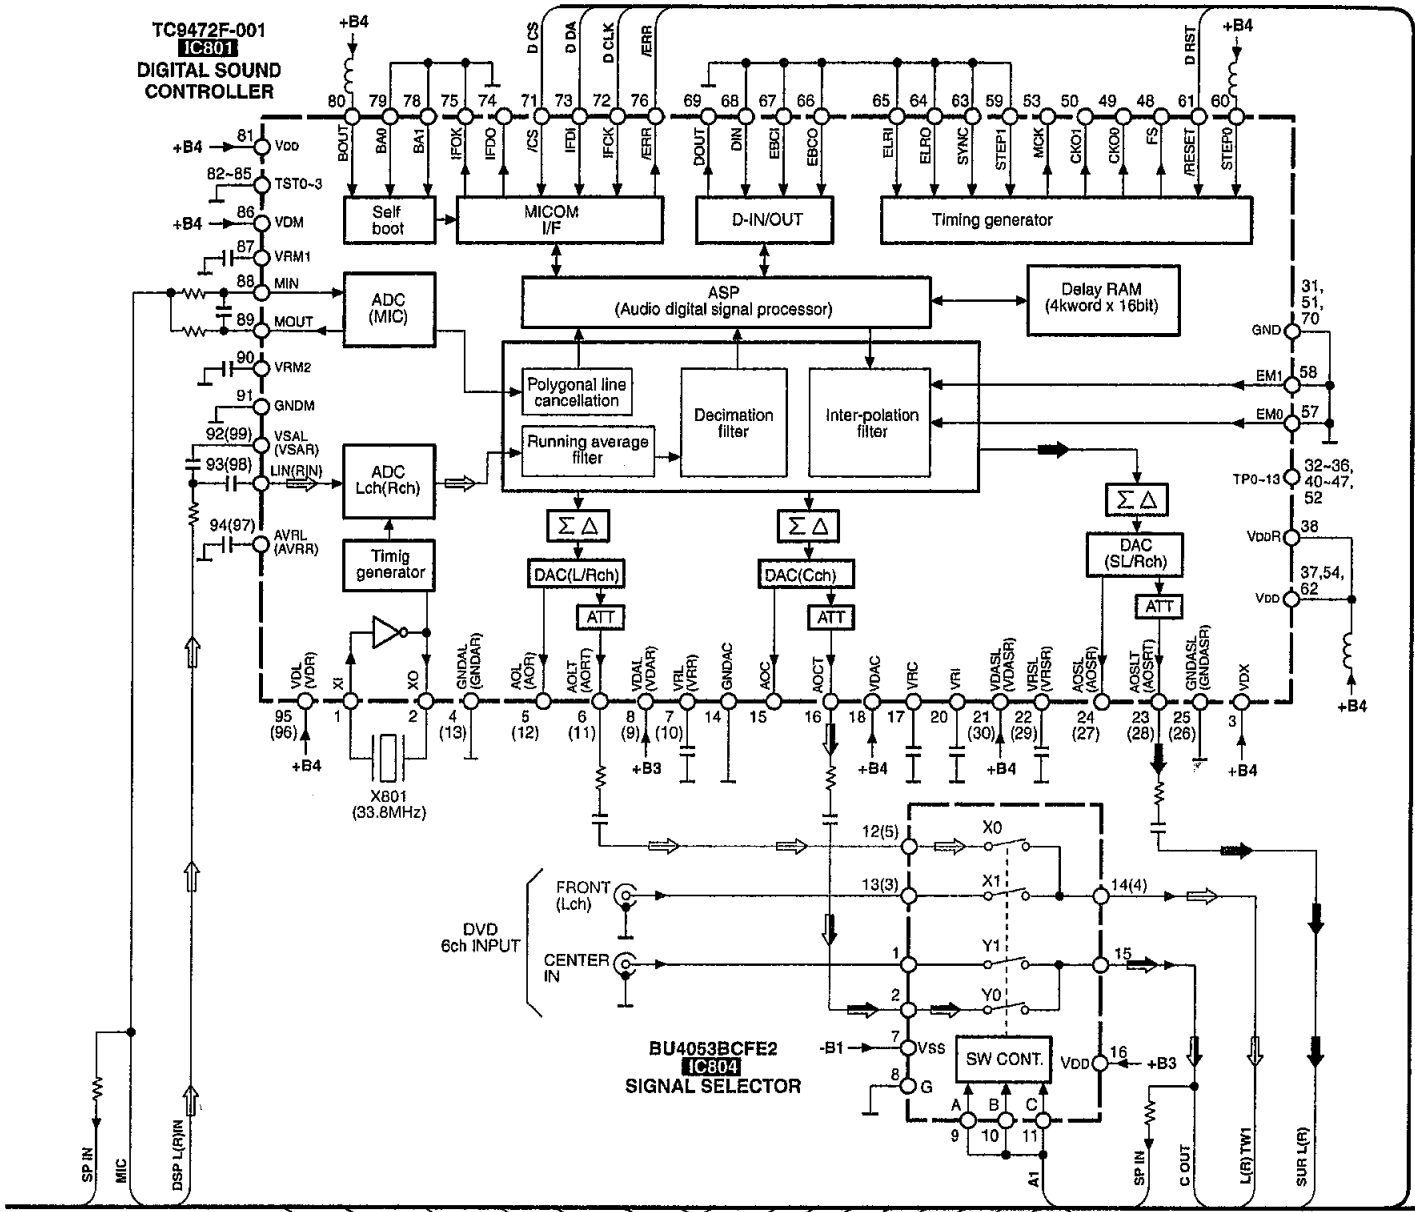 TC9472F-001
IC801
DIGITAL SOUND
CONTROLLER
+B4
D CS
D DA
D CLK
/ERR
D RST
+B4
80
79
78
75
74
71
73
72
76
69
68
67
66
65
64
63
59
53
50
49
48
61
60
BOUT
BA0
BA1
IFOK
IFDO
/CS
IFDI
IFCK
/ERR
DOUT
DIN
EBCI
EBCO
ELRI
ELRO
SYNC
STEP1
MCK
CKO1
CKO0
FS
/RESET
STEP0
+B4
81
VDD
82~85
TST0~3
+B4
86
VDM
87
VRM1
88
MIN
89
MOUT
90
VRM2
91
GNDM
92(99)
VSAL
(VSAR)
93(98)
LIN(RIN)
94(97)
AVRL
(AVRR)
Self
boot
MICOM
I/F
D-IN/OUT
Timing generator
ADC
(MIC)
ASP
(Audio digital signal processor)
Delay RAM
(4kword x 16bit)
Polygonal line
cancellation
Running average
filter
Decimation
filter
Inter-polation
filter
ADC
Lch(Rch)
Timig
generator
31,
51,
70
GND
EM1
58
EM0
57
TP0~13
32~36,
40~47,
52
38
VDDR
37,54,
62
VDD
+B4
Σ Δ
Σ Δ
Σ Δ
DAC(L/Rch)
DAC(Cch)
DAC
(SL/Rch)
ATT
ATT
ATT
VDL
(VDR)
XI
XO
GNDAL
(GNDAR)
AOL
(AOR)
AOLT
(AORT)
VDAL
(VDAR)
VRL
(VRR)
GNDAC
AOC
AOCT
VDAC
VRC
VRI
VDASL
(VDASR)
VRSL
(VRSR)
AOSL
(AOSR)
AOSLT
(AOSRT)
GNDASL
(GNDASR)
VDX
95
(96)
1
2
4
(13)
5
(12)
6
(11)
8
(9)
7
(10)
14
15
16
18
17
20
21
(30)
22
(29)
24
(27)
23
(28)
25
(26)
3
+B4
+B3
+B4
+B4
+B4
X801
(33.8MHz)
12(5)
X0
13(3)
X1
14(4)
FRONT
(Lch)
DVD
6ch INPUT
CENTER
IN
1
Y1
15
2
Y0
BU4053BCFE2
IC804
SIGNAL SELECTOR
-B1
7
VSS
8
G
SW CONT.
VDD
16
+B3
A
B
C
9
10
11
SP IN
MIC
DSP L(R)IN
A1
SP IN
C OUT
L(R) TW1
SUR L(R)